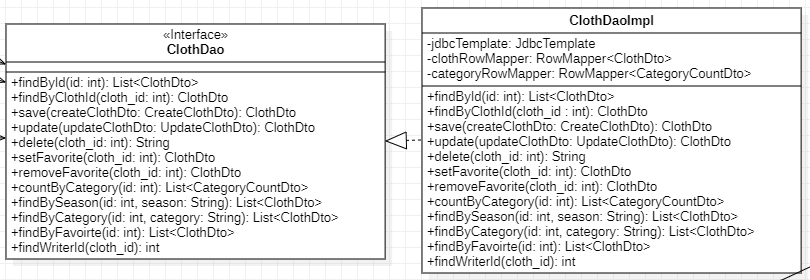 «Interface»
ClothDao
+findById(id: int): List<ClothDto>
+findByClothId(cloth_id: int): ClothDto
+save(createClothDto: CreateClothDto): ClothDto
+update(updateClothDto: UpdateClothDto): ClothDto
+delete(cloth_id: int): String
+setFavorite(cloth_id: int): ClothDto
+removeFavorite(cloth_id: int): ClothDto
+countByCategory(id: int): List<CategoryCountDto>
+findBySeason(id: int, season: String): List<ClothDto>
+findByCategory(id: int, category: String): List<ClothDto>
+findByFavoirte(id: int): List<ClothDto>
+findWriterId(cloth_id): int
ClothDaoImpl
-jdbcTemplate: JdbcTemplate
-clothRowMapper: RowMapper<ClothDto>
-categoryRowMapper: RowMapper<CategoryCountDto>
+findById(id: int): List<ClothDto>
+findByClothId(cloth_id : int): ClothDto
+save(createClothDto: CreateClothDto): ClothDto
+update(updateClothDto: UpdateClothDto): ClothDto
+delete(cloth_id: int): String
+setFavorite(cloth_id: int): ClothDto
+removeFavorite(cloth_id: int): ClothDto
+countByCategory(id: int): List<CategoryCountDto>
+findBySeason(id: int, season: String): List<ClothDto>
+findByCategory(id: int, category: String): List<ClothDto>
+findByFavoirte(id: int): List<ClothDto>
+findWriterId(cloth_id): int